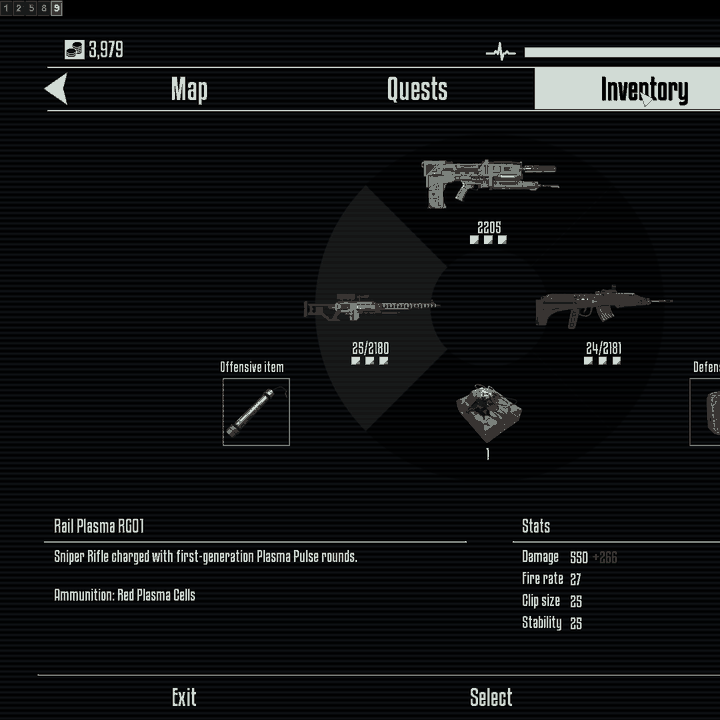 1 2 5 8 9
3,979
Map Quests Inventory
2205
25/2180 24/2181
Offensive item Defens
1
Rail Plasma RG01 Stats
Sniper Rifle charged with first-generation Plasma Pulse rounds.
Ammunition: Red Plasma Cells
Damage 550 +266
Fire rate 27
Clip size 25
Stability 25
Exit Select